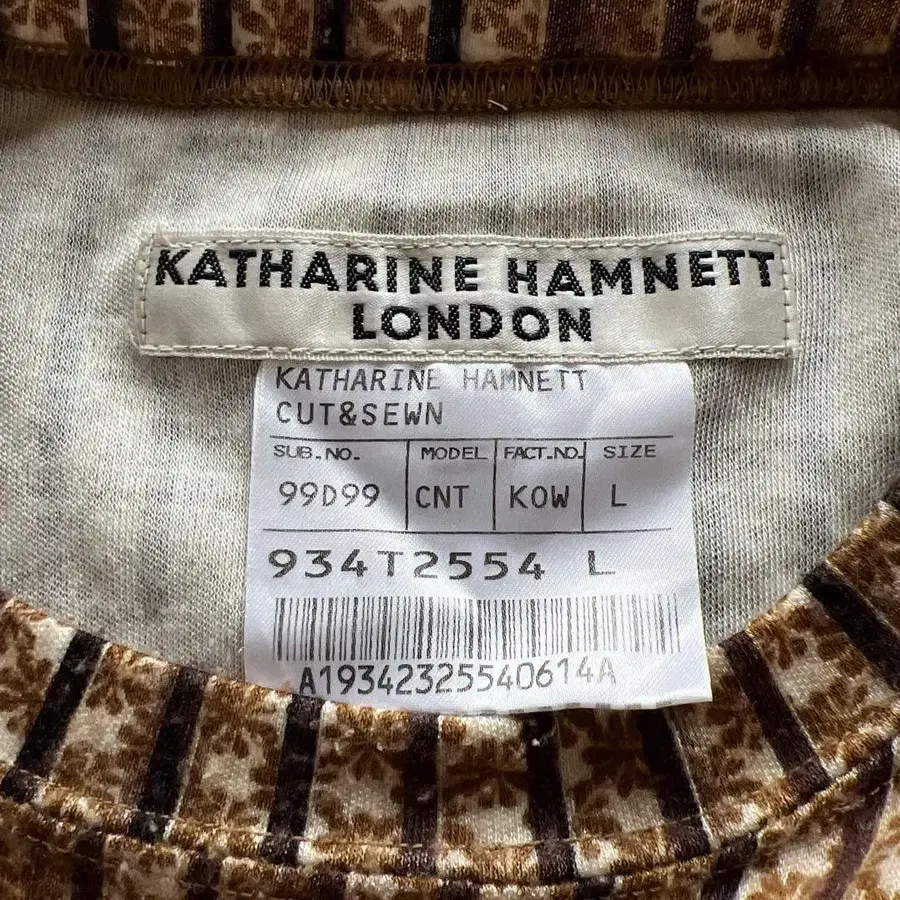 KATHARINE HAMNETT
LONDON
KATHARINE HAMNETT
CUT&SEWN
SUB.NO. MODEL FACT.NO. SIZE
99D99 CNT KOW L
934T2554 L
A19342325540614A